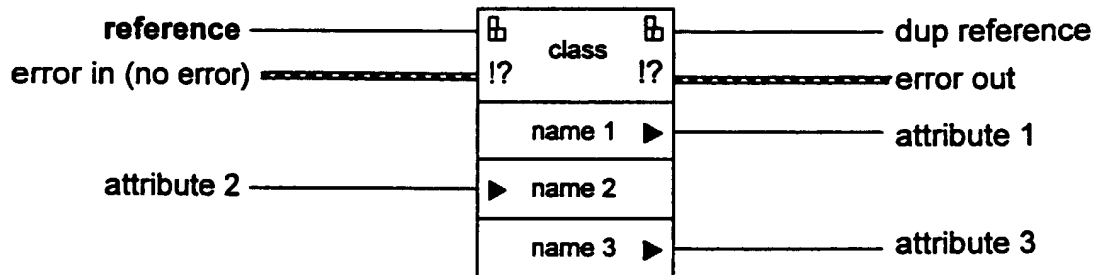 reference class dup reference
error in (no error) !? !? error out
name 1 attribute 1
attribute 2 name 2
name 3 attribute 3